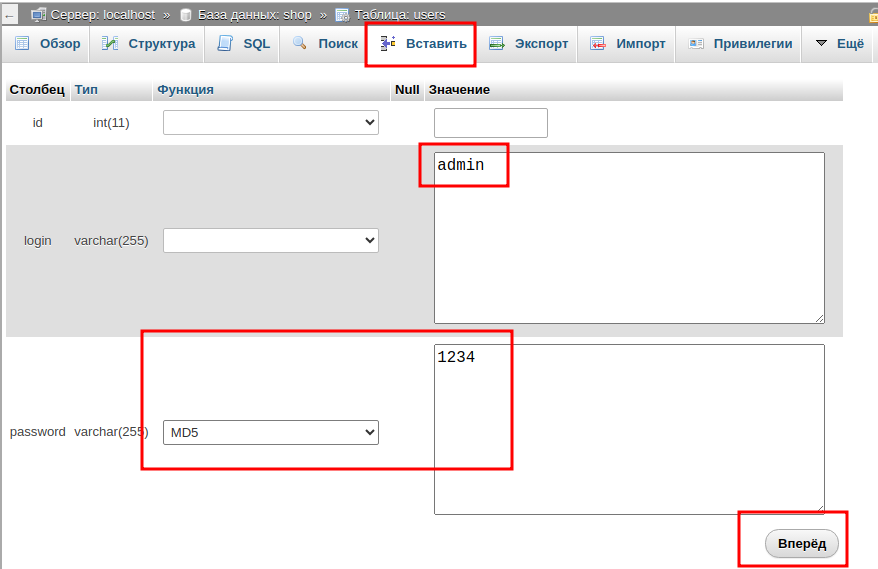 ← Сервер: localhost » База данных: shop » Таблица: users
Обзор Структура SQL Поиск Вставить Экспорт Импорт Привилегии Ещё
Столбец Тип Функция Null Значение
id int(11)
login varchar(255) admin
password varchar(255) MD5 1234
Вперёд